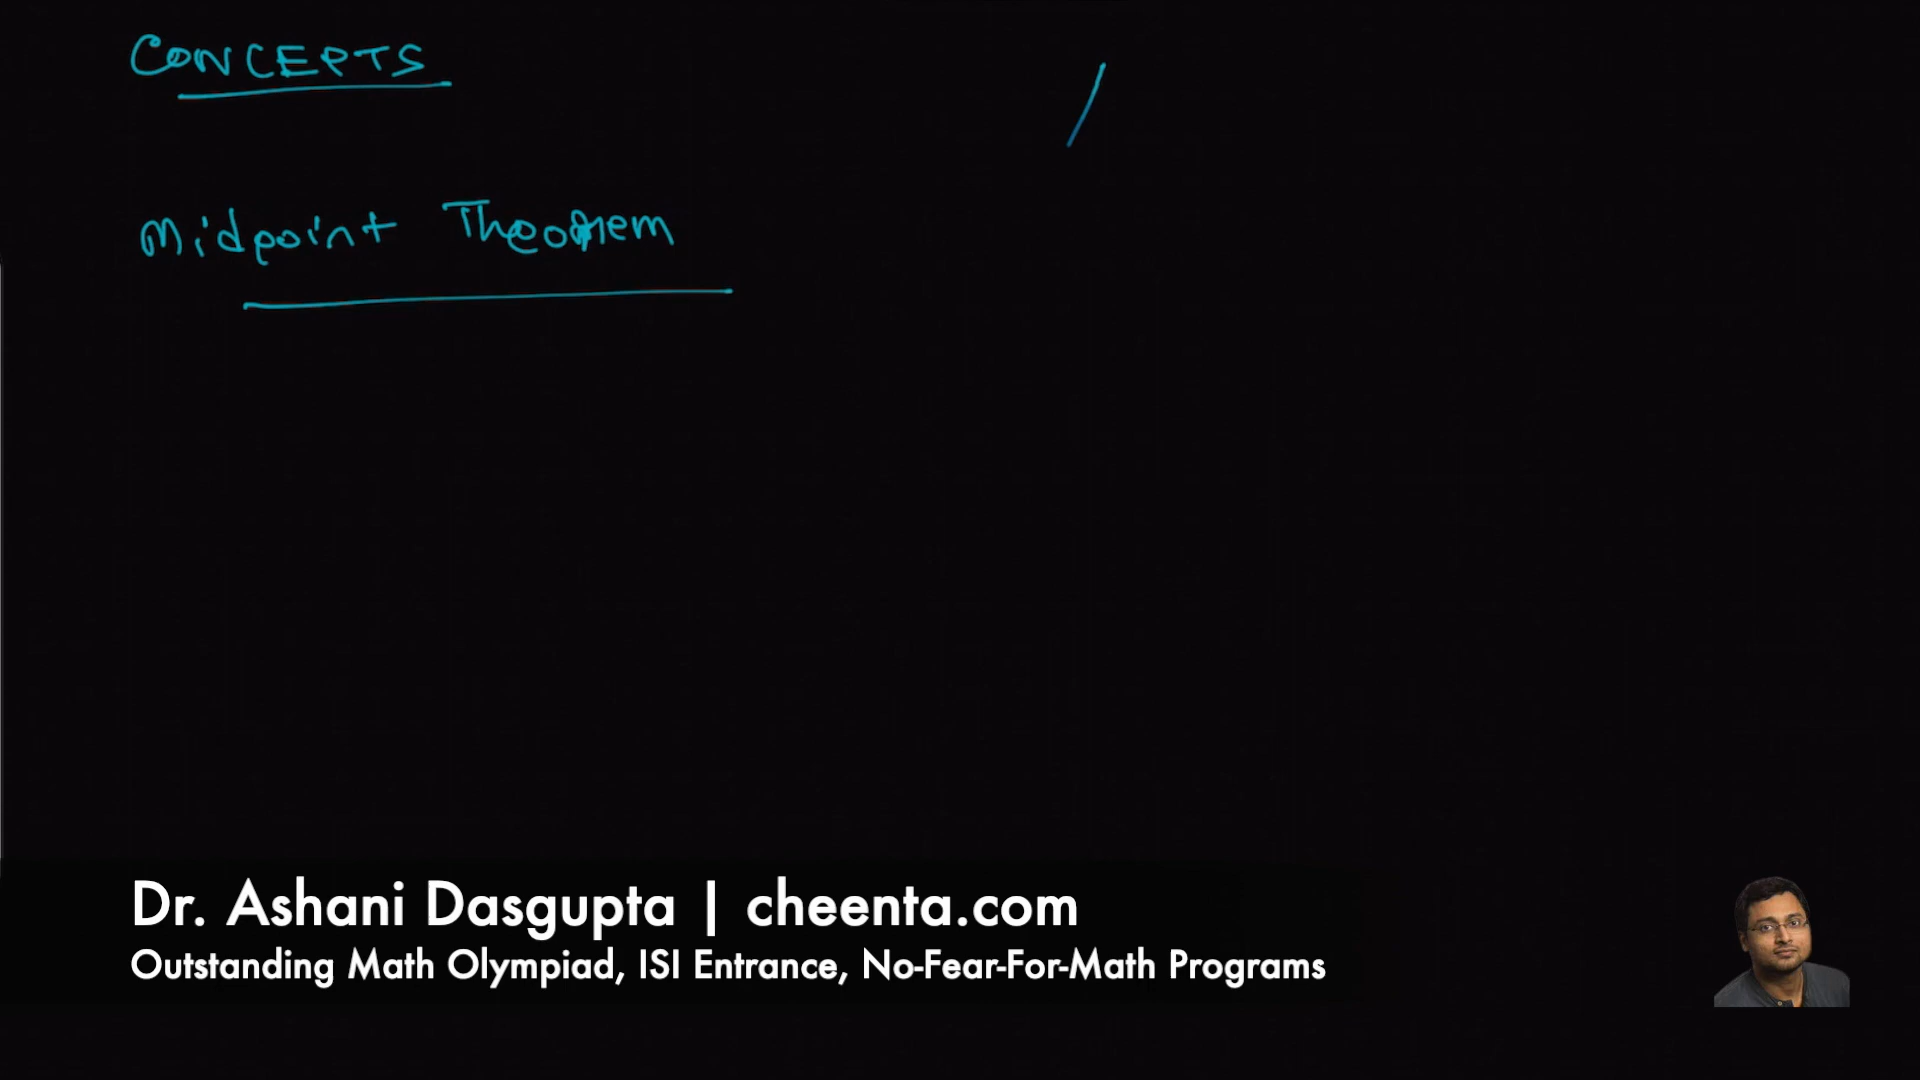 CONCEPTS
Midpoint Theorem
Dr. Ashani Dasgupta | cheenta.com
Outstanding Math Olympiad, ISI Entrance, No-Fear-For-Math Programs